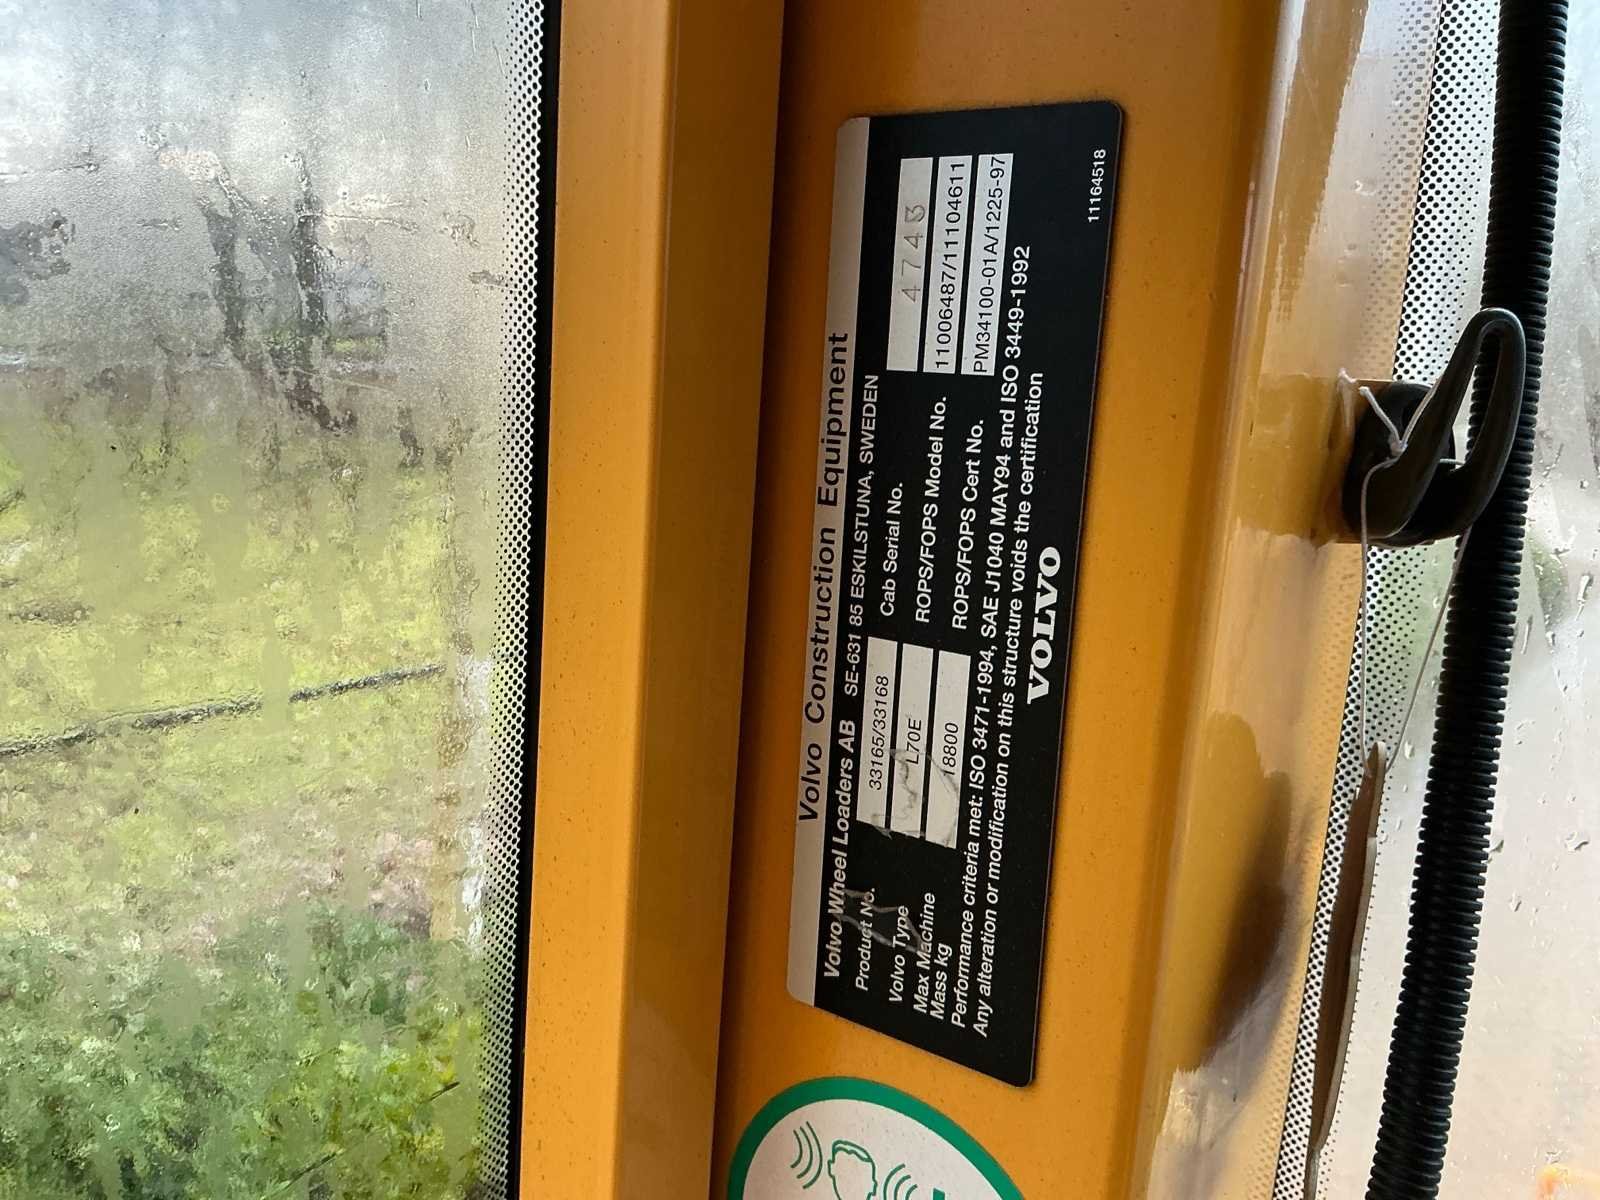 Volvo Construction Equipment
Volvo Wheel Loaders AB SE-631 85 ESKILSTUNA, SWEDEN
Product No. 33165/33168 Cab Serial No. 4748
Volvo Type L70E ROPS/FOPS Model No. 11006487/11104611
Max Machine
Mass kg 18800 ROPS/FOPS Cert No. PM34100-01A/1225-97
Performance criteria met: ISO 3471-1994, SAE J1040 MAY94 and ISO 3449-1992
Any alteration or modification on this structure voids the certification
VOLVO
11164518